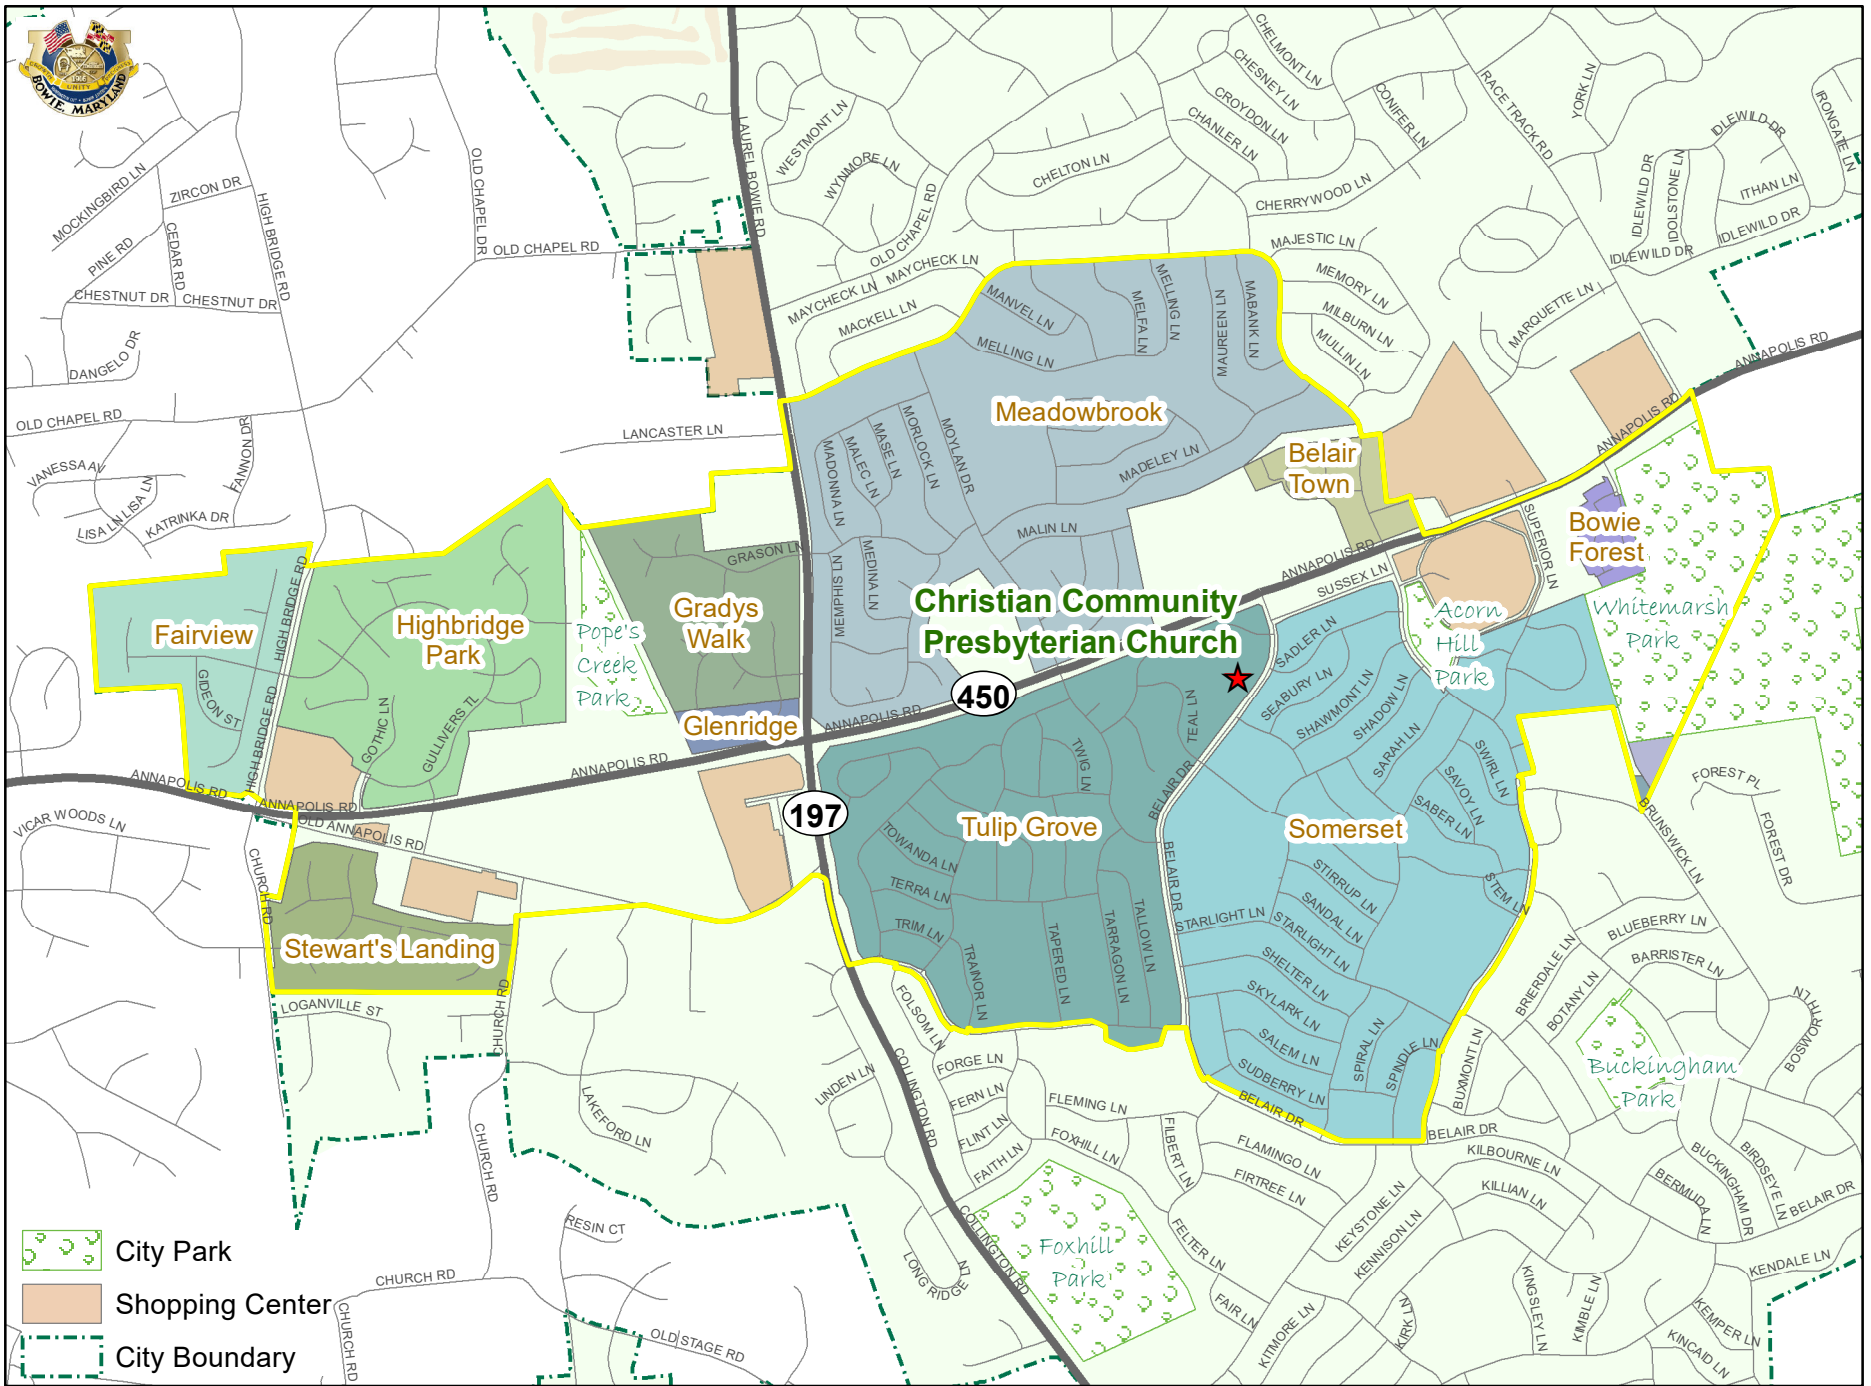 BOWIE, MARYLAND
UNITY
CHELMONT LN
CHESNEY LN
CROYDON LN
CHANLER LN
CONIFER LN
RACE TRACK RD
YORK LN
IDLEWILD DR
IRONGATE LN
IDLEWILD DR
IDOLSTONE LN
ITHAN LN
IDLEWILD DR
IDLEWILD DR
WESTMONT LN
WYNMORE LN
LAUREL BOWIE RD
CHELTON LN
CHERRYWOOD LN
OLD CHAPEL RD
MOCKINGBIRD LN
ZIRCON DR
CEDAR RD
PINE RD
HIGH BRIDGE RD
OLD CHAPEL DR
OLD CHAPEL RD
CHESTNUT DR
CHESTNUT DR
DANGELO DR
OLD CHAPEL RD
VANESSA AV
FANNON DR
LISA LN
LISA LN
KATRINKA DR
LANCASTER LN
MAYCHECK LN
MAYCHECK LN
MACKELL LN
MAJESTIC LN
MEMORY LN
MILBURN LN
MULLIN LN
MARQUETTE LN
ANNAPOLIS RD
MANVEL LN
MELLING LN
MELFA LN
MELLING LN
MAUREEN LN
MABANK LN
Meadowbrook
MOYLAN DR
MORLOCK LN
MASE LN
MALEC LN
MADONNA LN
MADELEY LN
MALIN LN
MEDINA LN
MEMPHIS LN
Belair
Town
ANNAPOLIS RD
ANNAPOLIS RD
SUSSEX LN
SUPERIOR LN
Bowie
Forest
Whitemarsh
Park
Acorn
Hill
Park
Christian Community
Presbyterian Church
450
Fairview
GIDEON ST
HIGH BRIDGE RD
HIGH BRIDGE RD
Highbridge
Park
GOTHIC LN
GULLIVERS TL
Pope's
Creek
Park
Gradys
Walk
GRASON LN
Glenridge
ANNAPOLIS RD
ANNAPOLIS RD
ANNAPOLIS RD
ANNAPOLIS RD
OLD ANNAPOLIS RD
197
VICAR WOODS LN
CHURCH RD
Stewart's Landing
LOGANVILLE ST
CHURCH RD
Tulip Grove
TWIG LN
TEAL LN
BELAIR DR
BELAIR DR
TOWANDA LN
TERRA LN
TRIM LN
TRAINOR LN
TAPERED LN
TARRAGON LN
TALLOW LN
Somerset
SADLER LN
SEABURY LN
SHAWMONT LN
SHADOW LN
SARAH LN
SWIRL LN
SAVOY LN
SABER LN
STEM LN
STIRRUP LN
SANDAL LN
STARLIGHT LN
STARLIGHT LN
SHELTER LN
SKYLARK LN
SALEM LN
SUDBERRY LN
SPIRAL LN
SPINDLE LN
BELAIR DR
BELAIR DR
FOREST PL
FOREST DR
BRUNSWICK LN
BLUEBERRY LN
BARRISTER LN
BRIERDALE LN
BOTANY LN
BUXMONT LN
BOSWORTH LN
Buckingham
Park
BUCKINGHAM DR
BIRDSEYE LN
BERMUDA LN
BELAIR DR
FOLSOM LN
FORGE LN
FERN LN
FLINT LN
FAITH LN
FLEMING LN
FOXHILL LN
FILBERT LN
FLAMINGO LN
FIRTREE LN
FELTER LN
FAIR LN
Foxhill
Park
LINDEN LN
COLLINGTON RD
COLLINGTON RD
LONG RIDGE LN
LAKEFORD LN
KEYSTONE LN
KENNISON LN
KILBOURNE LN
KILLIAN LN
KINGSLEY LN
KIMBLE LN
KIRK LN
KITMORE LN
KENDALE LN
KEMPER LN
KINCAID LN
CHURCH RD
CHURCH RD
CHURCH RD
RESIN CT
OLD STAGE RD
City Park
Shopping Center
City Boundary